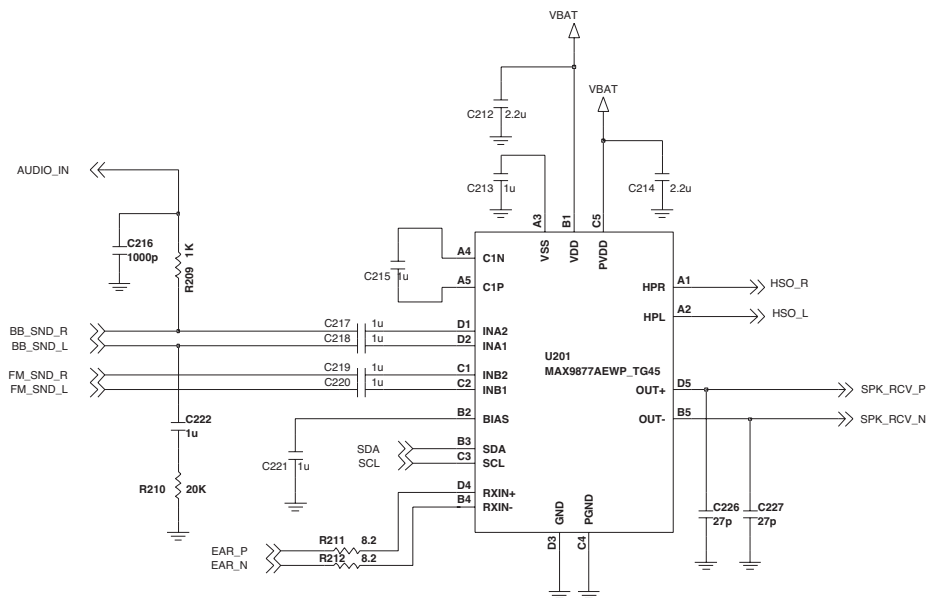 VBAT
C212 2.2u
VBAT
AUDIO_IN
C213 1u
C214 2.2u
A3 B1 C5
VSS VDD PVDD
C216
1000p
R209 1K
A4 C1N
C215 1u
A5 C1P
HPR A1 HSO_R
HPL A2 HSO_L
BB_SND_R C217 1u D1 INA2
BB_SND_L C218 1u D2 INA1
U201
MAX9877AEWP_TG45
FM_SND_R C219 1u C1 INB2
FM_SND_L C220 1u C2 INB1
OUT+ D5 SPK_RCV_P
B2 BIAS
OUT- B5 SPK_RCV_N
C222
1u
SDA B3 SDA
SCL C3 SCL
C221 1u
R210 20K
D4 RXIN+
B4 RXIN-
GND PGND
D3 C4
C226
27p
C227
27p
EAR_P R211 8.2
EAR_N R212 8.2